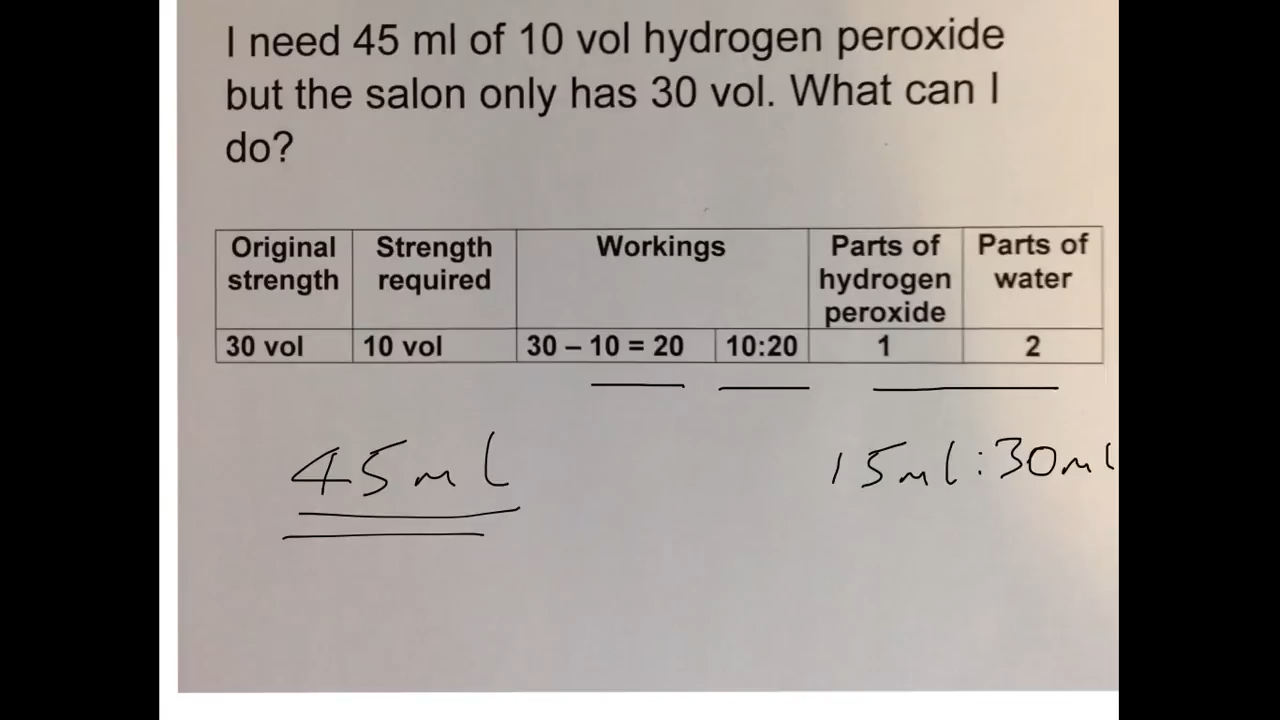 I need 45 ml of 10 vol hydrogen peroxide
but the salon only has 30 vol. What can I
do?
Original strength Strength required Workings Parts of hydrogen peroxide Parts of water
30 vol 10 vol 30 – 10 = 20 10:20 1 2
45ml 15ml:30ml